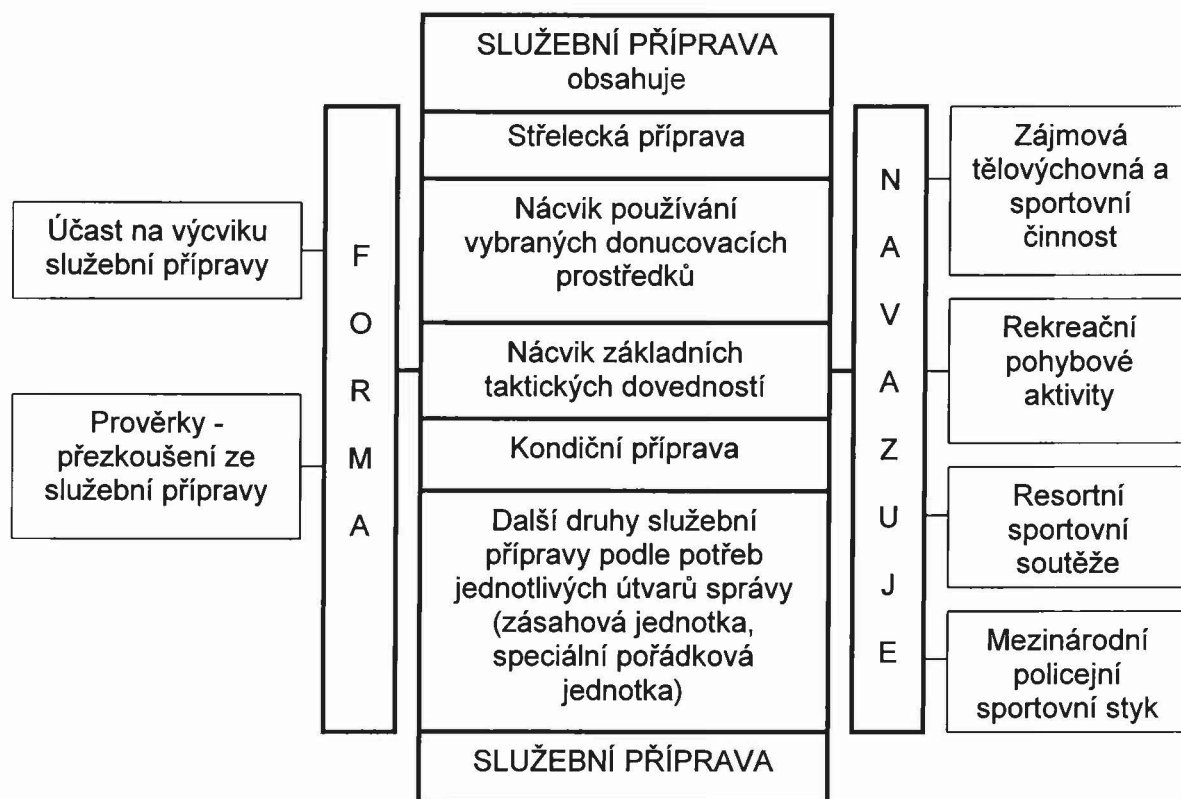 SLUŽEBNÍ PŘÍPRAVA
obsahuje
Střelecká příprava
Nácvik používání
vybraných donucovacích
prostředků
Nácvik základních
taktických dovedností
Kondiční příprava
Další druhy služební
přípravy podle potřeb
jednotlivých útvarů správy
(zásahová jednotka,
speciální pořádková
jednotka)
SLUŽEBNÍ PŘÍPRAVA
FORMA
Účast na výcviku
služební přípravy
Prověrky -
přezkoušení ze
služební přípravy
NAVAZUJE
Zájmová
tělovýchovná a
sportovní
činnost
Rekreační
pohybové
aktivity
Resortní
sportovní
soutěže
Mezinárodní
policejní
sportovní styk